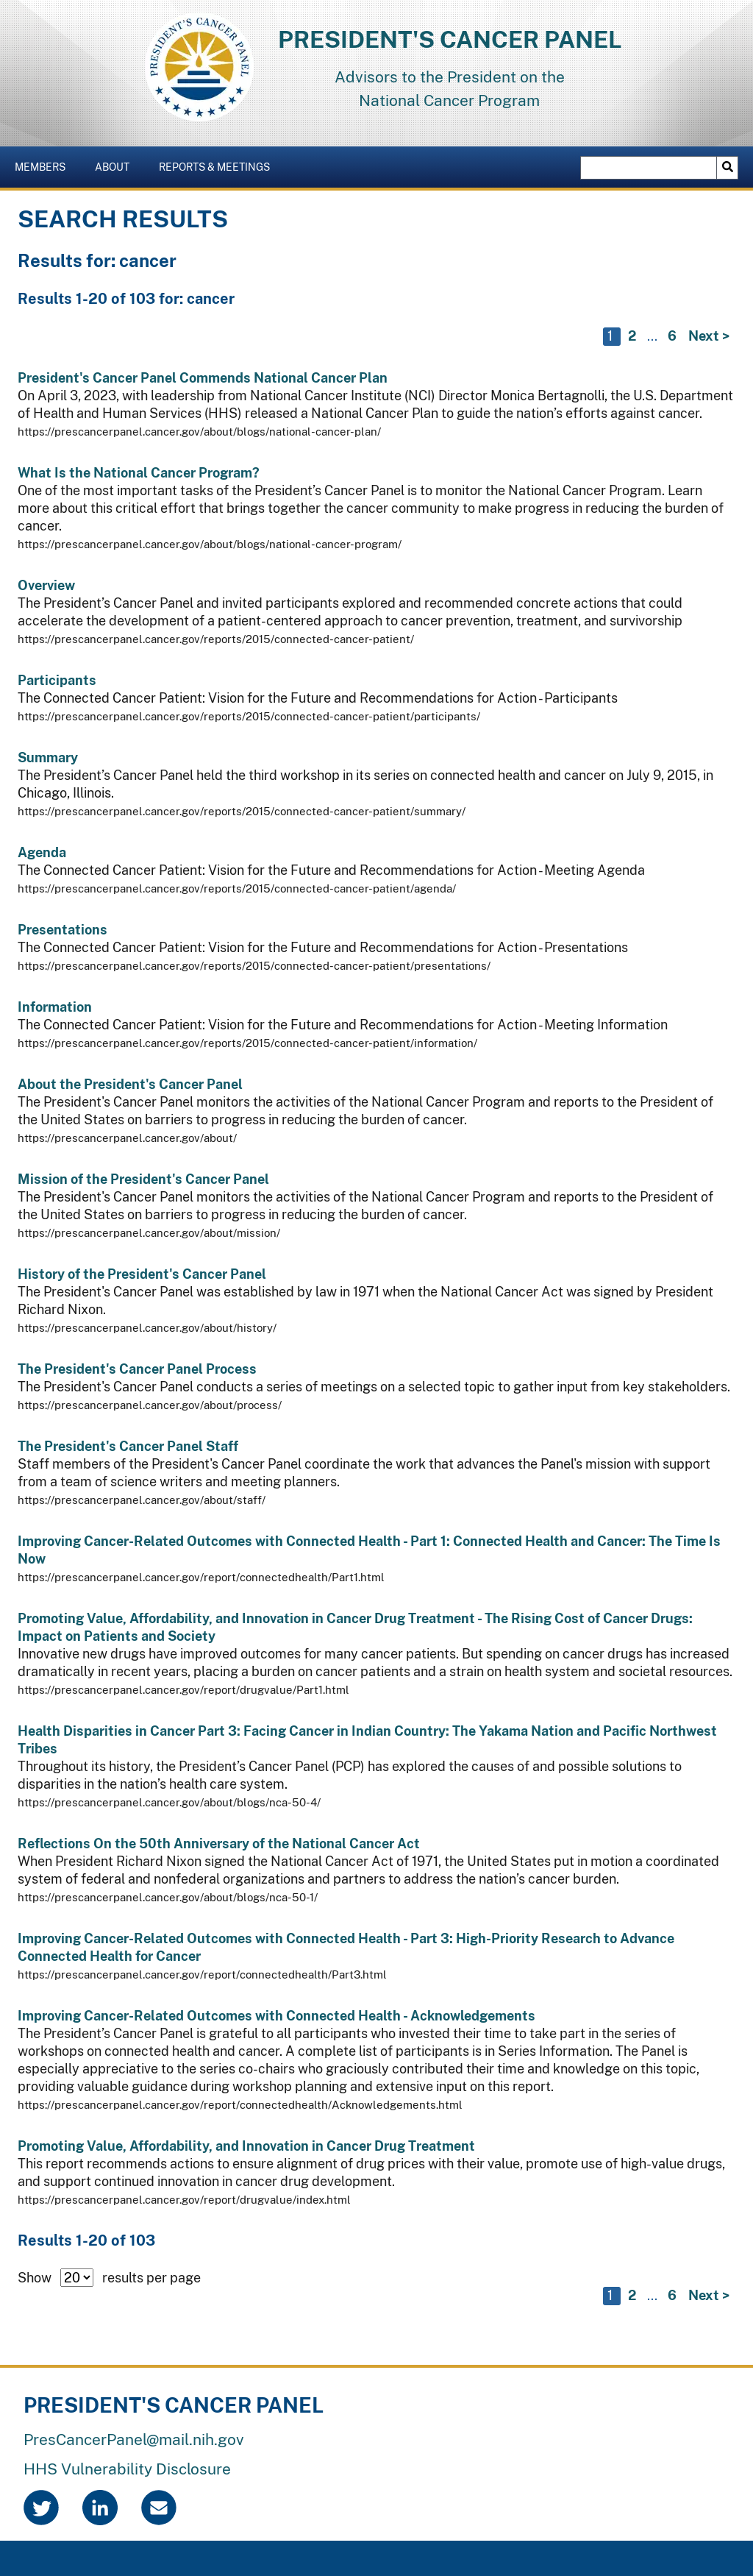 PRESIDENT'S CANCER PANEL
PRESIDENT'S CANCER PANEL
Advisors to the President on the
National Cancer Program
MEMBERS ABOUT REPORTS & MEETINGS
SEARCH RESULTS
Results for: cancer
Results 1-20 of 103 for: cancer
1 2 ... 6 Next >
President's Cancer Panel Commends National Cancer Plan
On April 3, 2023, with leadership from National Cancer Institute (NCI) Director Monica Bertagnolli, the U.S. Department
of Health and Human Services (HHS) released a National Cancer Plan to guide the nation’s efforts against cancer.
https://prescancerpanel.cancer.gov/about/blogs/national-cancer-plan/
What Is the National Cancer Program?
One of the most important tasks of the President’s Cancer Panel is to monitor the National Cancer Program. Learn
more about this critical effort that brings together the cancer community to make progress in reducing the burden of
cancer.
https://prescancerpanel.cancer.gov/about/blogs/national-cancer-program/
Overview
The President’s Cancer Panel and invited participants explored and recommended concrete actions that could
accelerate the development of a patient-centered approach to cancer prevention, treatment, and survivorship
https://prescancerpanel.cancer.gov/reports/2015/connected-cancer-patient/
Participants
The Connected Cancer Patient: Vision for the Future and Recommendations for Action - Participants
https://prescancerpanel.cancer.gov/reports/2015/connected-cancer-patient/participants/
Summary
The President’s Cancer Panel held the third workshop in its series on connected health and cancer on July 9, 2015, in
Chicago, Illinois.
https://prescancerpanel.cancer.gov/reports/2015/connected-cancer-patient/summary/
Agenda
The Connected Cancer Patient: Vision for the Future and Recommendations for Action - Meeting Agenda
https://prescancerpanel.cancer.gov/reports/2015/connected-cancer-patient/agenda/
Presentations
The Connected Cancer Patient: Vision for the Future and Recommendations for Action - Presentations
https://prescancerpanel.cancer.gov/reports/2015/connected-cancer-patient/presentations/
Information
The Connected Cancer Patient: Vision for the Future and Recommendations for Action - Meeting Information
https://prescancerpanel.cancer.gov/reports/2015/connected-cancer-patient/information/
About the President's Cancer Panel
The President's Cancer Panel monitors the activities of the National Cancer Program and reports to the President of
the United States on barriers to progress in reducing the burden of cancer.
https://prescancerpanel.cancer.gov/about/
Mission of the President's Cancer Panel
The President's Cancer Panel monitors the activities of the National Cancer Program and reports to the President of
the United States on barriers to progress in reducing the burden of cancer.
https://prescancerpanel.cancer.gov/about/mission/
History of the President's Cancer Panel
The President's Cancer Panel was established by law in 1971 when the National Cancer Act was signed by President
Richard Nixon.
https://prescancerpanel.cancer.gov/about/history/
The President's Cancer Panel Process
The President's Cancer Panel conducts a series of meetings on a selected topic to gather input from key stakeholders.
https://prescancerpanel.cancer.gov/about/process/
The President's Cancer Panel Staff
Staff members of the President's Cancer Panel coordinate the work that advances the Panel's mission with support
from a team of science writers and meeting planners.
https://prescancerpanel.cancer.gov/about/staff/
Improving Cancer-Related Outcomes with Connected Health - Part 1: Connected Health and Cancer: The Time Is
Now
https://prescancerpanel.cancer.gov/report/connectedhealth/Part1.html
Promoting Value, Affordability, and Innovation in Cancer Drug Treatment - The Rising Cost of Cancer Drugs:
Impact on Patients and Society
Innovative new drugs have improved outcomes for many cancer patients. But spending on cancer drugs has increased
dramatically in recent years, placing a burden on cancer patients and a strain on health system and societal resources.
https://prescancerpanel.cancer.gov/report/drugvalue/Part1.html
Health Disparities in Cancer Part 3: Facing Cancer in Indian Country: The Yakama Nation and Pacific Northwest
Tribes
Throughout its history, the President’s Cancer Panel (PCP) has explored the causes of and possible solutions to
disparities in the nation’s health care system.
https://prescancerpanel.cancer.gov/about/blogs/nca-50-4/
Reflections On the 50th Anniversary of the National Cancer Act
When President Richard Nixon signed the National Cancer Act of 1971, the United States put in motion a coordinated
system of federal and nonfederal organizations and partners to address the nation’s cancer burden.
https://prescancerpanel.cancer.gov/about/blogs/nca-50-1/
Improving Cancer-Related Outcomes with Connected Health - Part 3: High-Priority Research to Advance
Connected Health for Cancer
https://prescancerpanel.cancer.gov/report/connectedhealth/Part3.html
Improving Cancer-Related Outcomes with Connected Health - Acknowledgements
The President’s Cancer Panel is grateful to all participants who invested their time to take part in the series of
workshops on connected health and cancer. A complete list of participants is in Series Information. The Panel is
especially appreciative to the series co-chairs who graciously contributed their time and knowledge on this topic,
providing valuable guidance during workshop planning and extensive input on this report.
https://prescancerpanel.cancer.gov/report/connectedhealth/Acknowledgements.html
Promoting Value, Affordability, and Innovation in Cancer Drug Treatment
This report recommends actions to ensure alignment of drug prices with their value, promote use of high-value drugs,
and support continued innovation in cancer drug development.
https://prescancerpanel.cancer.gov/report/drugvalue/index.html
Results 1-20 of 103
Show 20 results per page
1 2 ... 6 Next >
PRESIDENT'S CANCER PANEL
PresCancerPanel@mail.nih.gov
HHS Vulnerability Disclosure